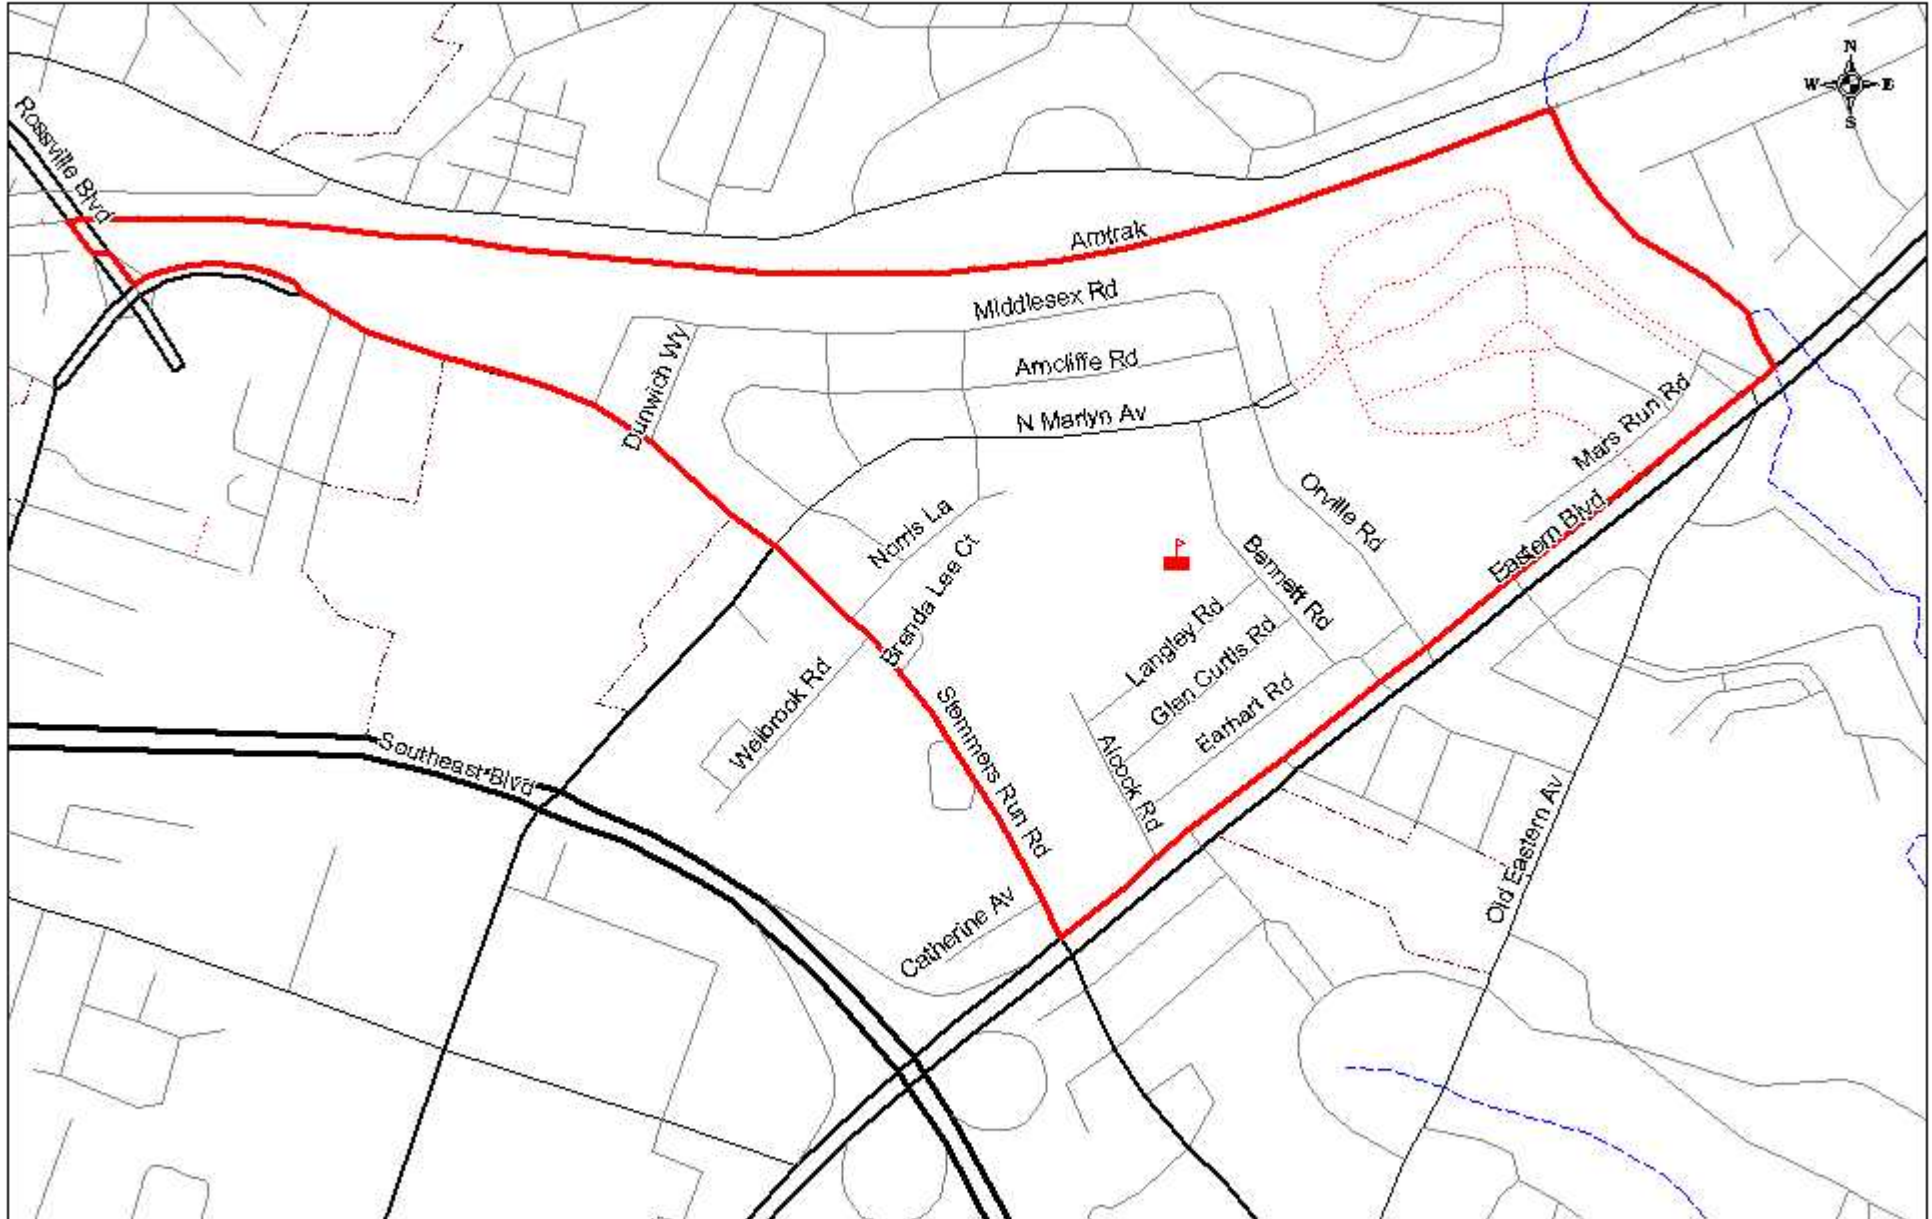 N
W E
S
Rossville Blvd
Amtrak
Middlesex Rd
Dunwich Wy
Amcliffe Rd
N Marlyn Av
Mars Run Rd
Orville Rd
Eastern Blvd
Norris La
Brenda Lee Ct
Bennett Rd
Langley Rd
Glen Curtis Rd
Earhart Rd
Welbrook Rd
Stemmers Run Rd
Alcock Rd
Southeast Blvd
Old Eastern Av
Catherine Av